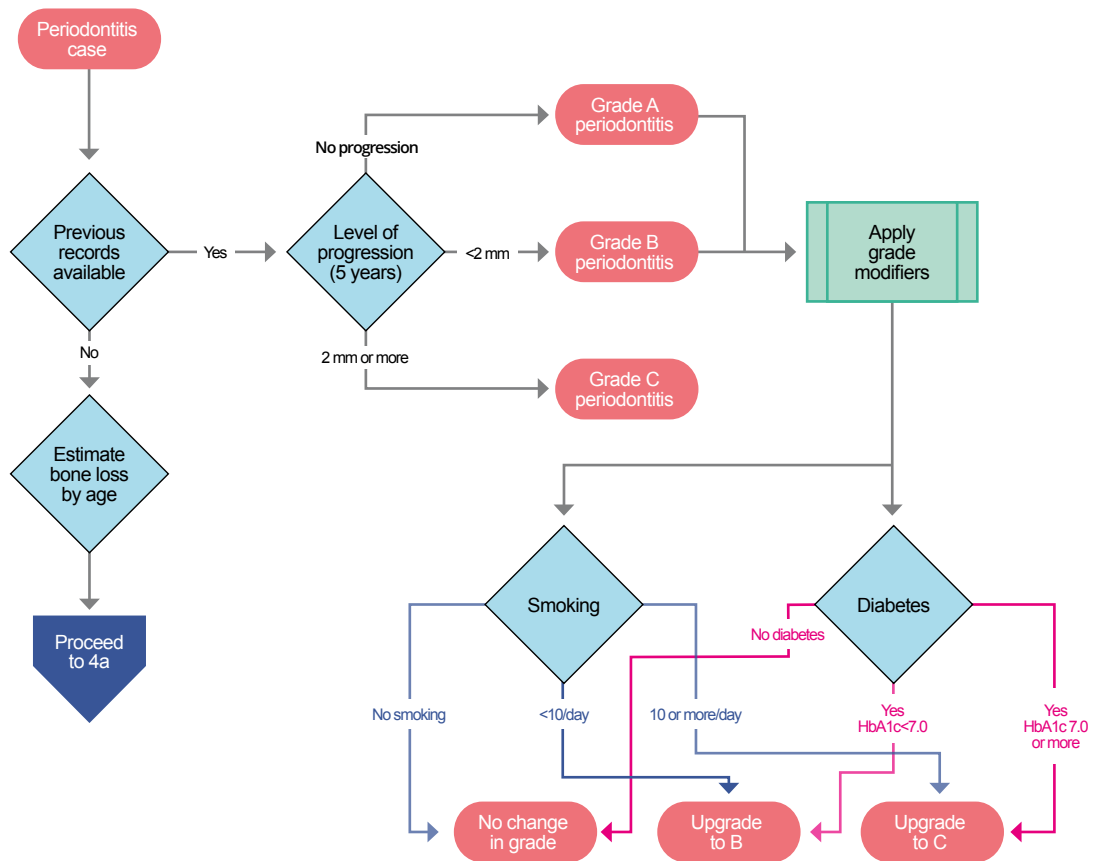 Periodontitis
case
Grade A
periodontitis
No progression
Previous
records
available
Yes
Level of
progression
(5 years)
<2 mm
Grade B
periodontitis
Apply
grade
modifiers
No
2 mm or more
Grade C
periodontitis
Estimate
bone loss
by age
Proceed
to 4a
Smoking
Diabetes
No diabetes
No smoking
<10/day
10 or more/day
Yes
HbA1c<7.0
Yes
HbA1c 7.0
or more
No change
in grade
Upgrade
to B
Upgrade
to C